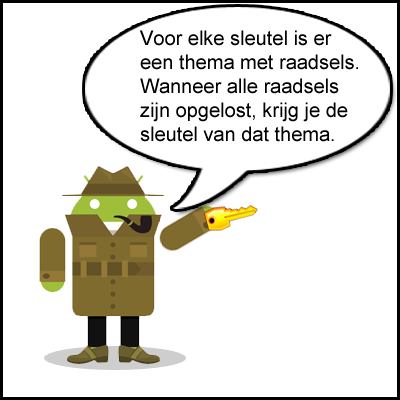 Voor elke sleutel is er
een thema met raadsels.
Wanneer alle raadsels
zijn opgelost, krijg je de
sleutel van dat thema.